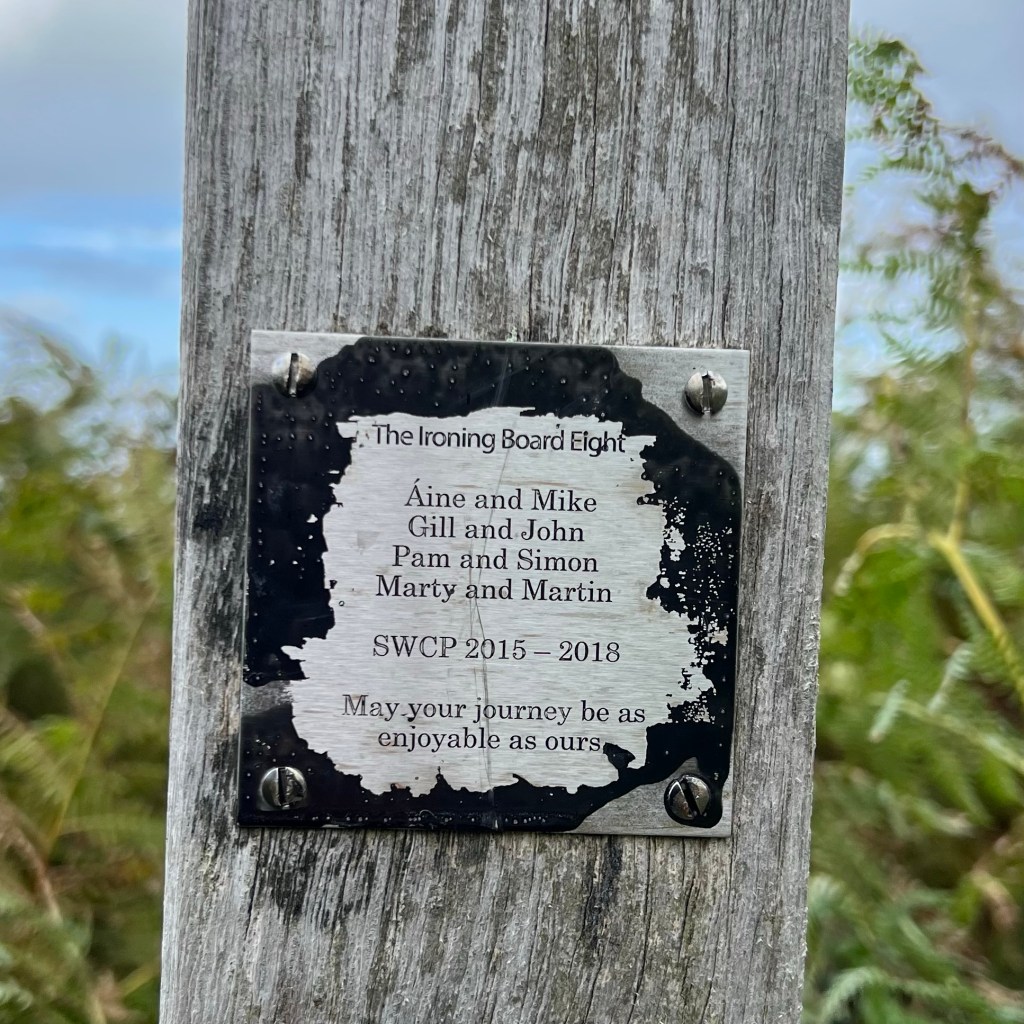 The Ironing Board Eight
Áine and Mike
Gill and John
Pam and Simon
Marty and Martin
SWCP 2015 – 2018
May your journey be as
enjoyable as ours.